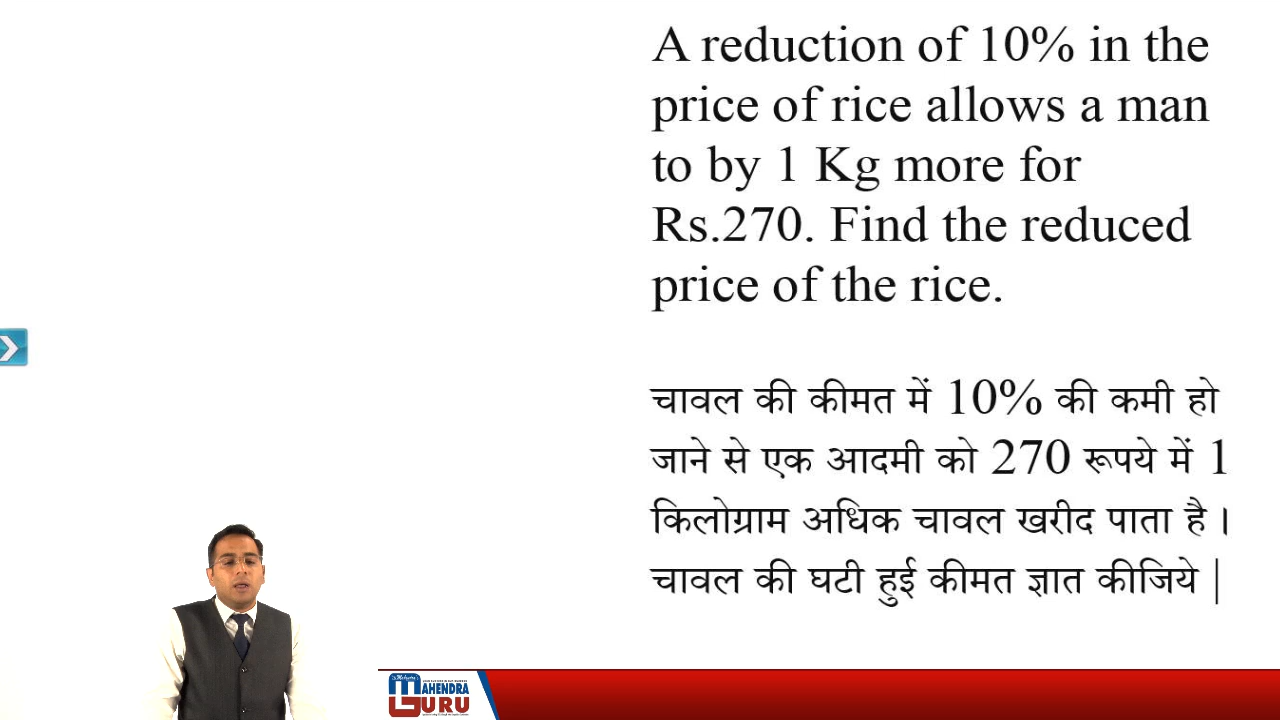 A reduction of 10% in the
price of rice allows a man
to by 1 Kg more for
Rs.270. Find the reduced
price of the rice.
चावल की कीमत में 10% की कमी हो
जाने से एक आदमी को 270 रूपये में 1
किलोग्राम अधिक चावल खरीद पाता है ।
चावल की घटी हुई कीमत ज्ञात कीजिये |
MAHENDRA
GURU